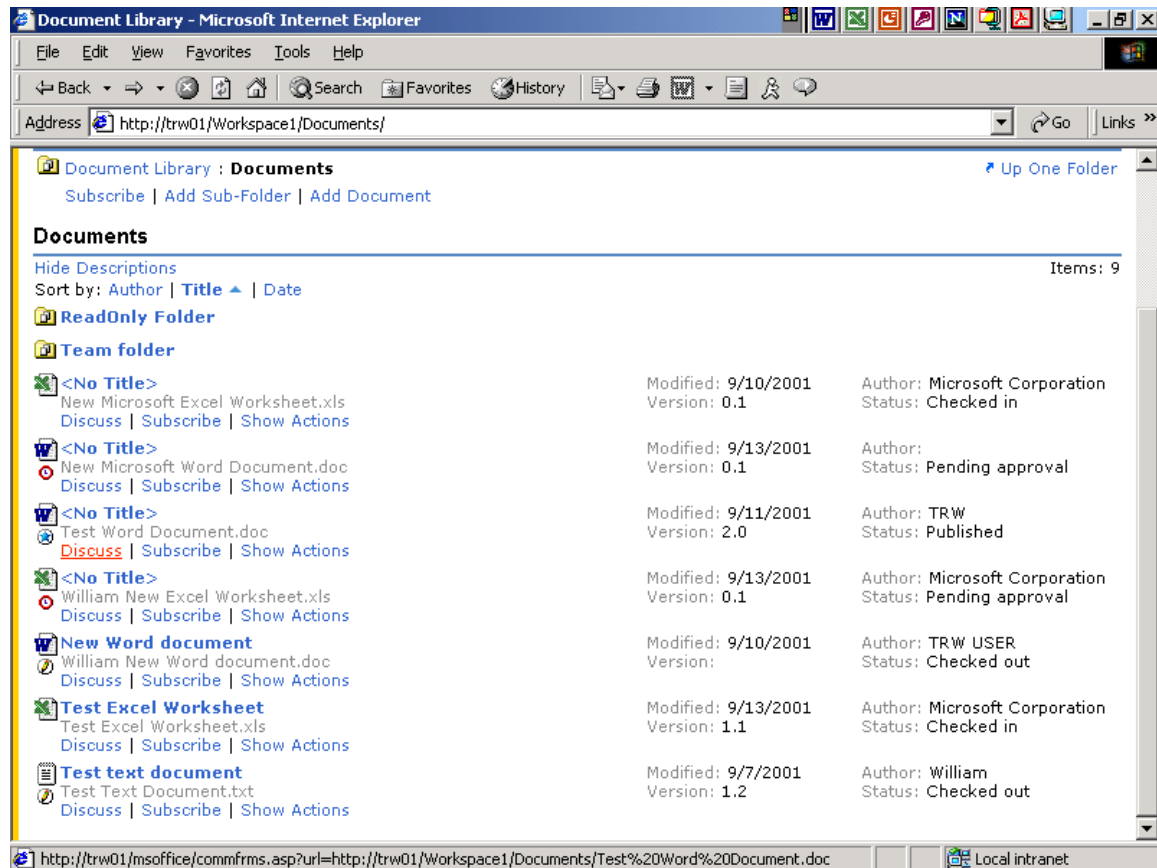 Document Library - Microsoft Internet Explorer
File Edit View Favorites Tools Help
Back Search Favorites History
Address http://trw01/Workspace1/Documents/ Go Links »
Document Library : Documents Up One Folder
Subscribe | Add Sub-Folder | Add Document
Documents
Hide Descriptions Items: 9
Sort by: Author | Title | Date
ReadOnly Folder
Team folder
<No Title> Modified: 9/10/2001 Author: Microsoft Corporation
New Microsoft Excel Worksheet.xls Version: 0.1 Status: Checked in
Discuss | Subscribe | Show Actions
<No Title> Modified: 9/13/2001 Author:
New Microsoft Word Document.doc Version: 0.1 Status: Pending approval
Discuss | Subscribe | Show Actions
<No Title> Modified: 9/11/2001 Author: TRW
Test Word Document.doc Version: 2.0 Status: Published
Discuss | Subscribe | Show Actions
<No Title> Modified: 9/13/2001 Author: Microsoft Corporation
William New Excel Worksheet.xls Version: 0.1 Status: Pending approval
Discuss | Subscribe | Show Actions
New Word document Modified: 9/10/2001 Author: TRW USER
William New Word document.doc Version: Status: Checked out
Discuss | Subscribe | Show Actions
Test Excel Worksheet Modified: 9/13/2001 Author: Microsoft Corporation
Test Excel Worksheet.xls Version: 1.1 Status: Checked in
Discuss | Subscribe | Show Actions
Test text document Modified: 9/7/2001 Author: William
Test Text Document.txt Version: 1.2 Status: Checked out
Discuss | Subscribe | Show Actions
http://trw01/msoffice/commfrms.asp?url=http://trw01/Workspace1/Documents/Test%20Word%20Document.doc Local intranet